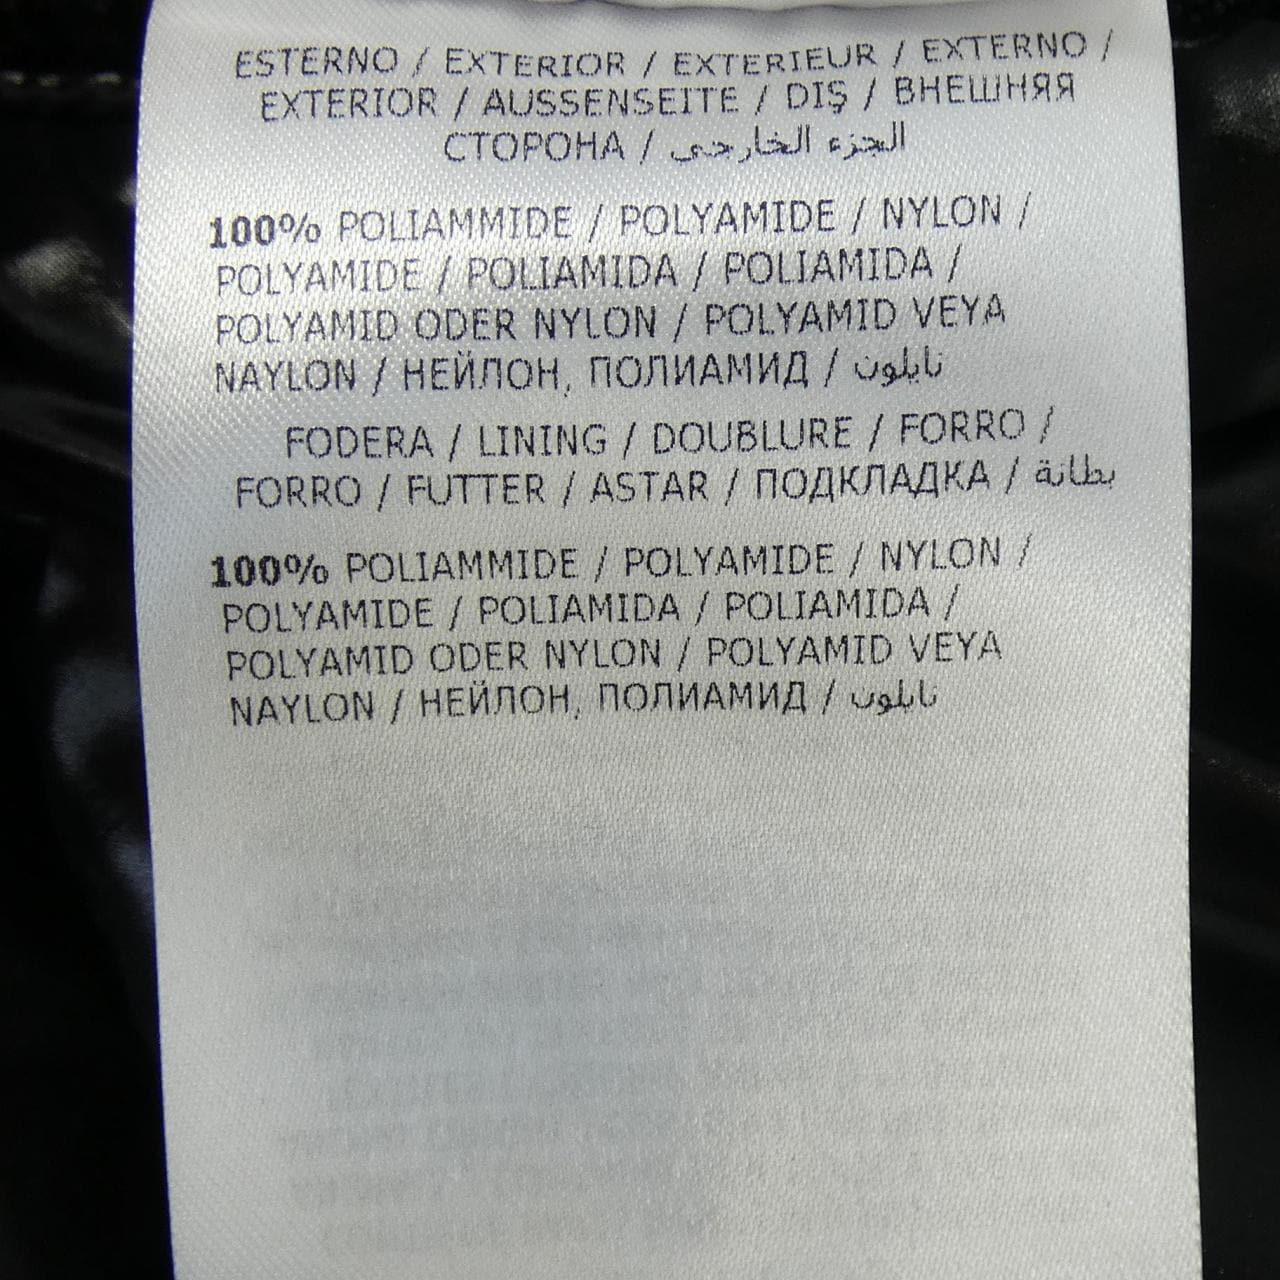 ESTERNO / EXTERIOR / EXTERIEUR / EXTERNO /
EXTERIOR / AUSSENSEITE / DIŞ / ВНЕШНЯЯ
СТОРОНА / الجزء الخارجي
100% POLIAMMIDE / POLYAMIDE / NYLON /
POLYAMIDE / POLIAMIDA / POLIAMIDA /
POLYAMID ODER NYLON / POLYAMID VEYA
NAYLON / НЕЙЛОН, ПОЛИАМИД / نايلون
FODERA / LINING / DOUBLURE / FORRO /
FORRO / FUTTER / ASTAR / ПОДКЛАДКА / بطانة
100% POLIAMMIDE / POLYAMIDE / NYLON /
POLYAMIDE / POLIAMIDA / POLIAMIDA /
POLYAMID ODER NYLON / POLYAMID VEYA
NAYLON / НЕЙЛОН, ПОЛИАМИД / نايلون